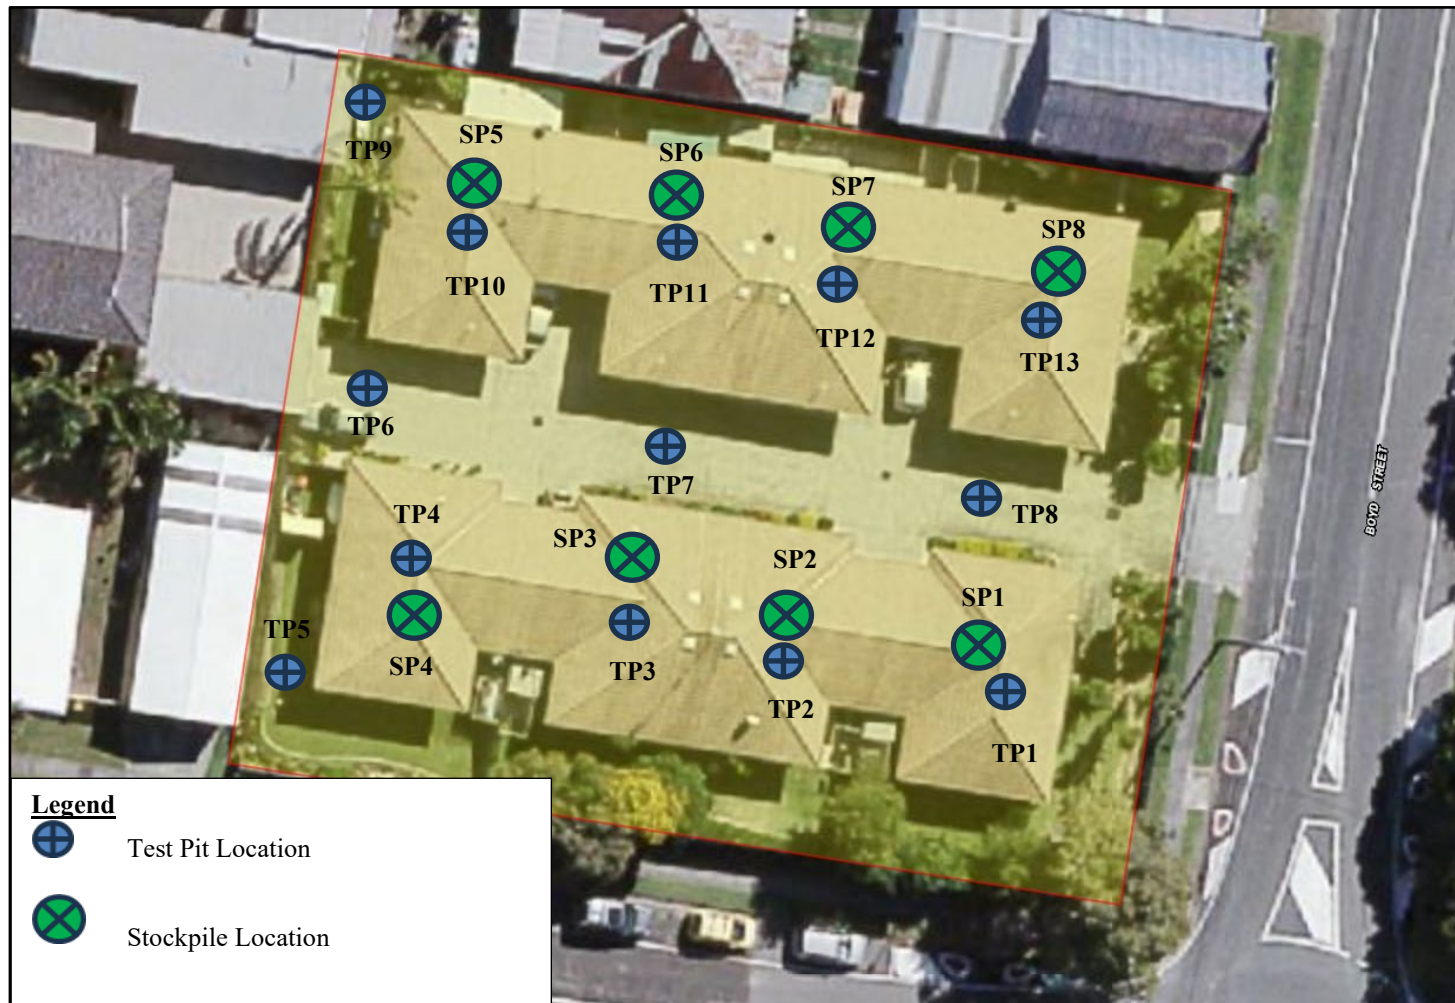 SP5
SP6
TP9
SP7
SP8
TP10
TP11
TP12
TP13
TP6
TP7
BOYD STREET
TP4
TP8
SP3
SP2
SP1
TP5
SP4
TP3
TP2
TP1
Legend
Test Pit Location
Stockpile Location